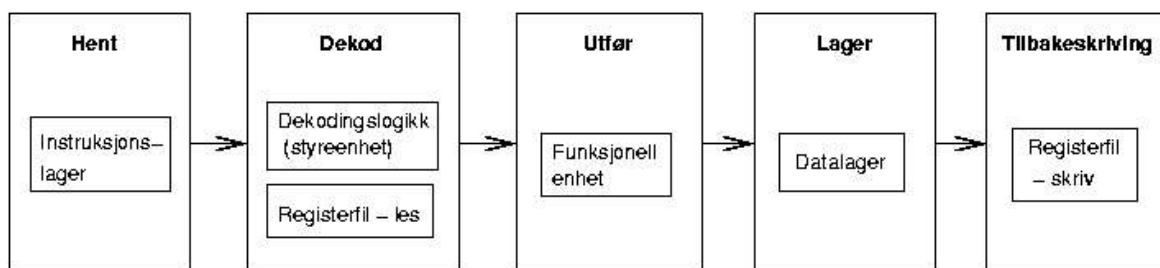 Hent
Dekod
Utfør
Lager
Tilbakeskriving
Instruksjons–
lager
Dekodingslogikk
(styreenhet)
Registerfil – les
Funksjonell
enhet
Datalager
Registerfil
– skriv